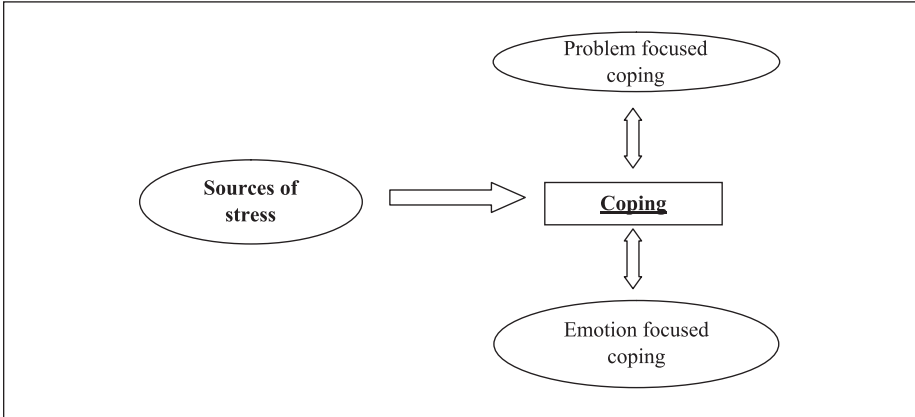 Problem focused
coping
Sources of
stress
Coping
Emotion focused
coping